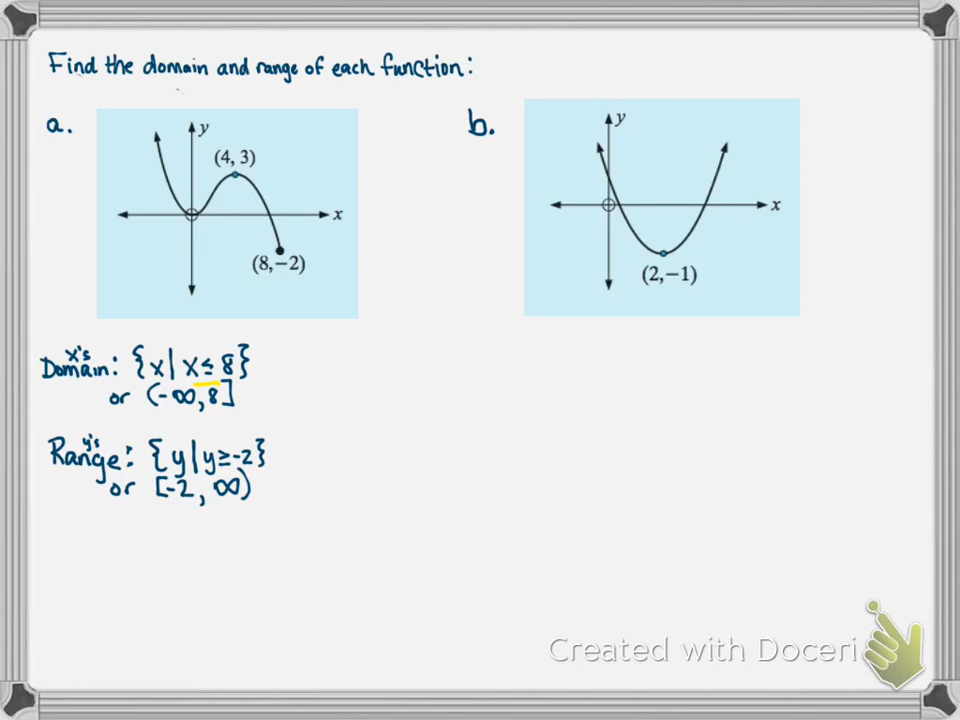 Find the domain and range of each function:
a.
y
(4, 3)
x
(8,−2)
b.
y
x
(2,−1)
x's
Domain: {x|x≤8}
or (-∞,8]
y's
Range: {y|y≥-2}
or [-2, ∞)
Created with Doceri